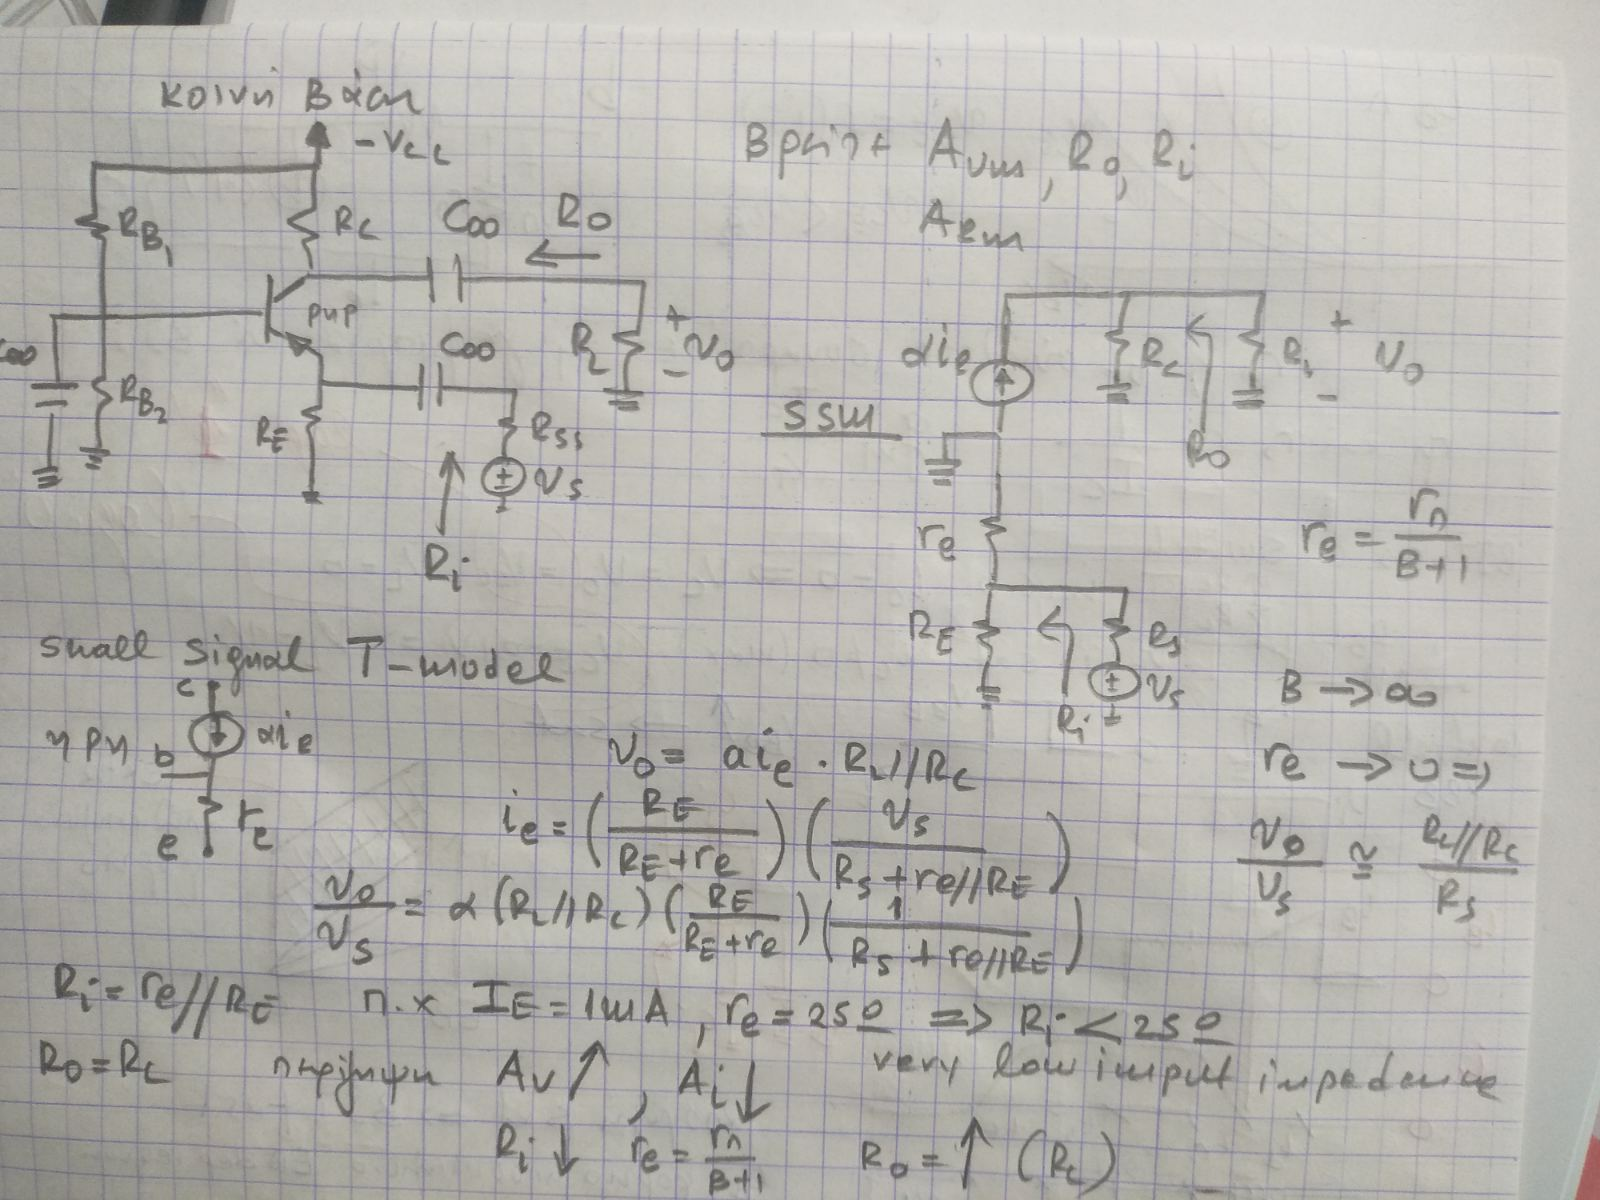 κοινή Βάση
-Vcc
Βρείτε Avm, Ro, Ri
Aem
RB1
Rc
C∞
Ro
pnp
C∞
RL
+
vo
-
C∞
RB2
RE
Rss
vs
Ri
αie
Rc
RL
+
vo
-
Ro
SSM
re
re = rπ / (B+1)
RE
Rs
vs
Ri
small signal T-model
c
αie
b
re
e
B → ∞
re → 0 ⇒
vo/vs ≅ RL//Rc / Rs
vo = aie · RL//Rc
ie = (RE / (RE+re)) (vs / (Rs + re//RE))
vo/vs = α (RL//Rc) (RE / (RE+re)) (1 / (Rs + re//RE))
Ri = re//RE π.χ IE = 1mA, re = 25Ω ⇒ Ri < 25Ω
very low input impedance
Ro = Rc Av ↑, Ai ↓
Ri ↓ re = rπ / (B+1) Ro = ↑ (Rc)